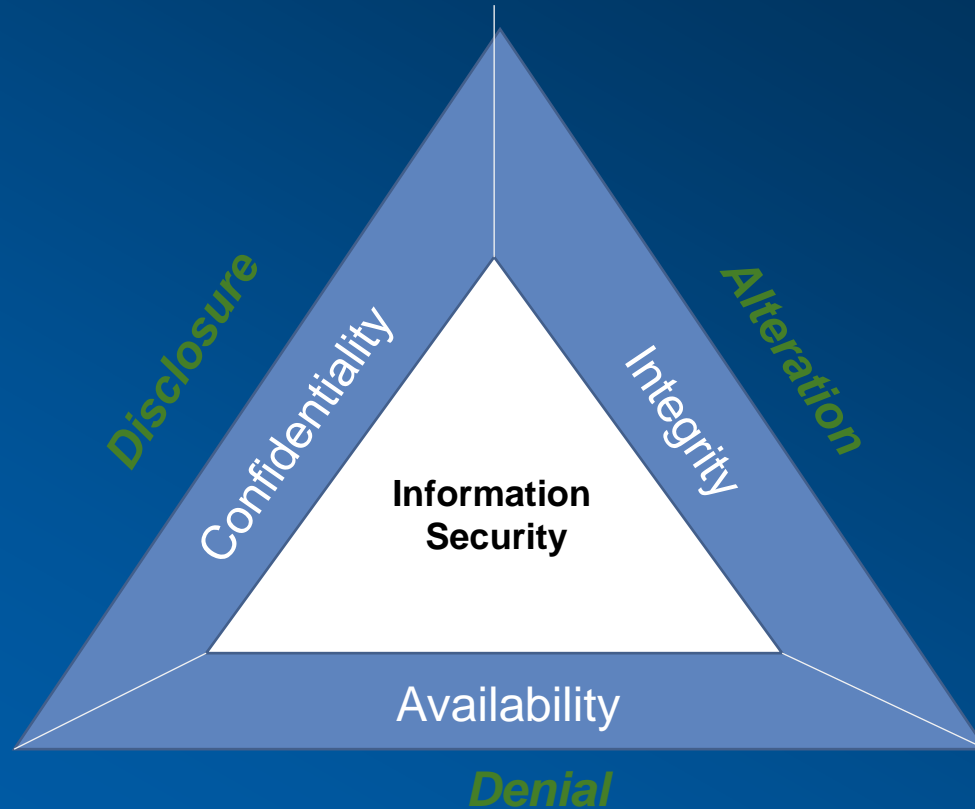 Disclosure
Confidentiality
Alteration
Integrity
Information
Security
Availability
Denial